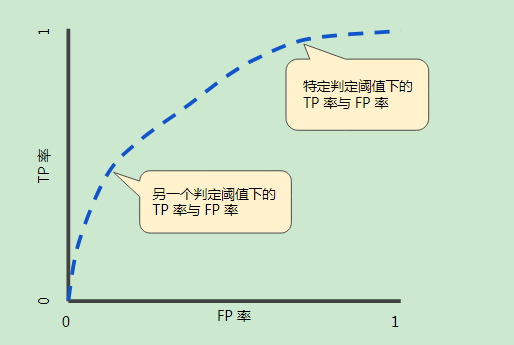 1
特定判定阈值下的
TP 率与 FP 率
TP 率
另一个判定阈值下的
TP 率与 FP 率
0
0
FP 率
1